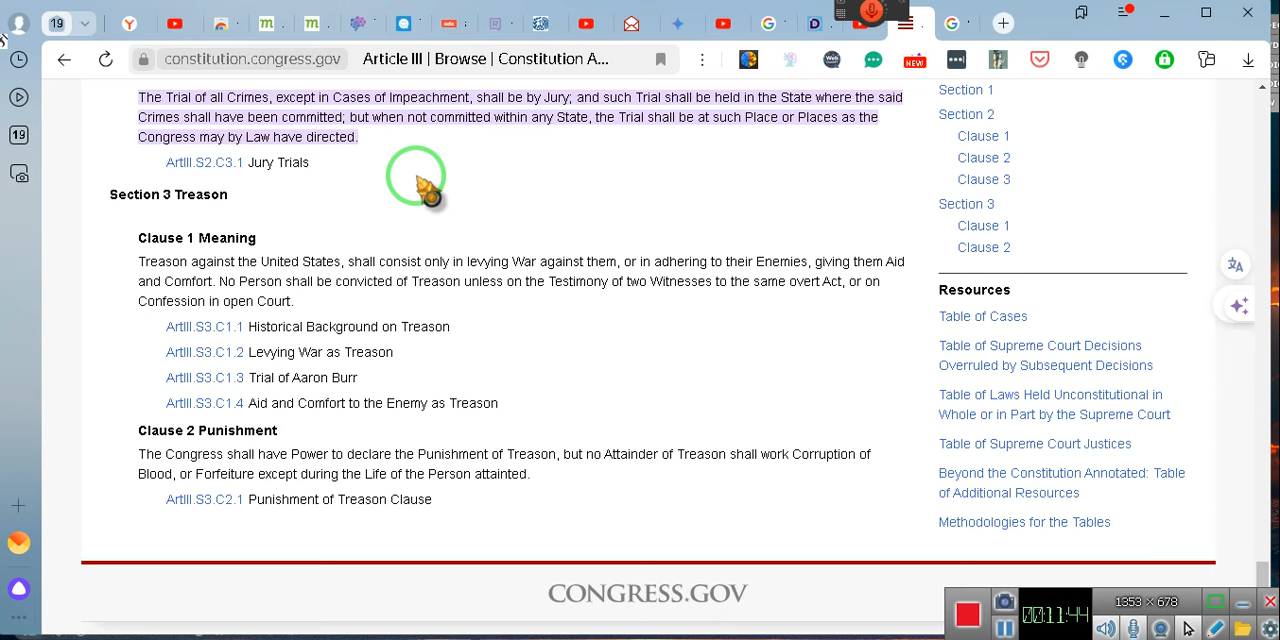 19
constitution.congress.gov
Article III | Browse | Constitution A...
NEW
The Trial of all Crimes, except in Cases of Impeachment, shall be by Jury; and such Trial shall be held in the State where the said
Crimes shall have been committed; but when not committed within any State, the Trial shall be at such Place or Places as the
Congress may by Law have directed.
ArtIII.S2.C3.1 Jury Trials
Section 3 Treason
Clause 1 Meaning
Treason against the United States, shall consist only in levying War against them, or in adhering to their Enemies, giving them Aid
and Comfort. No Person shall be convicted of Treason unless on the Testimony of two Witnesses to the same overt Act, or on
Confession in open Court.
ArtIII.S3.C1.1 Historical Background on Treason
ArtIII.S3.C1.2 Levying War as Treason
ArtIII.S3.C1.3 Trial of Aaron Burr
ArtIII.S3.C1.4 Aid and Comfort to the Enemy as Treason
Clause 2 Punishment
The Congress shall have Power to declare the Punishment of Treason, but no Attainder of Treason shall work Corruption of
Blood, or Forfeiture except during the Life of the Person attainted.
ArtIII.S3.C2.1 Punishment of Treason Clause
Section 1
Section 2
Clause 1
Clause 2
Clause 3
Section 3
Clause 1
Clause 2
Resources
Table of Cases
Table of Supreme Court Decisions
Overruled by Subsequent Decisions
Table of Laws Held Unconstitutional in
Whole or in Part by the Supreme Court
Table of Supreme Court Justices
Beyond the Constitution Annotated: Table
of Additional Resources
Methodologies for the Tables
19
CONGRESS.GOV
00:11:44
1353 × 678